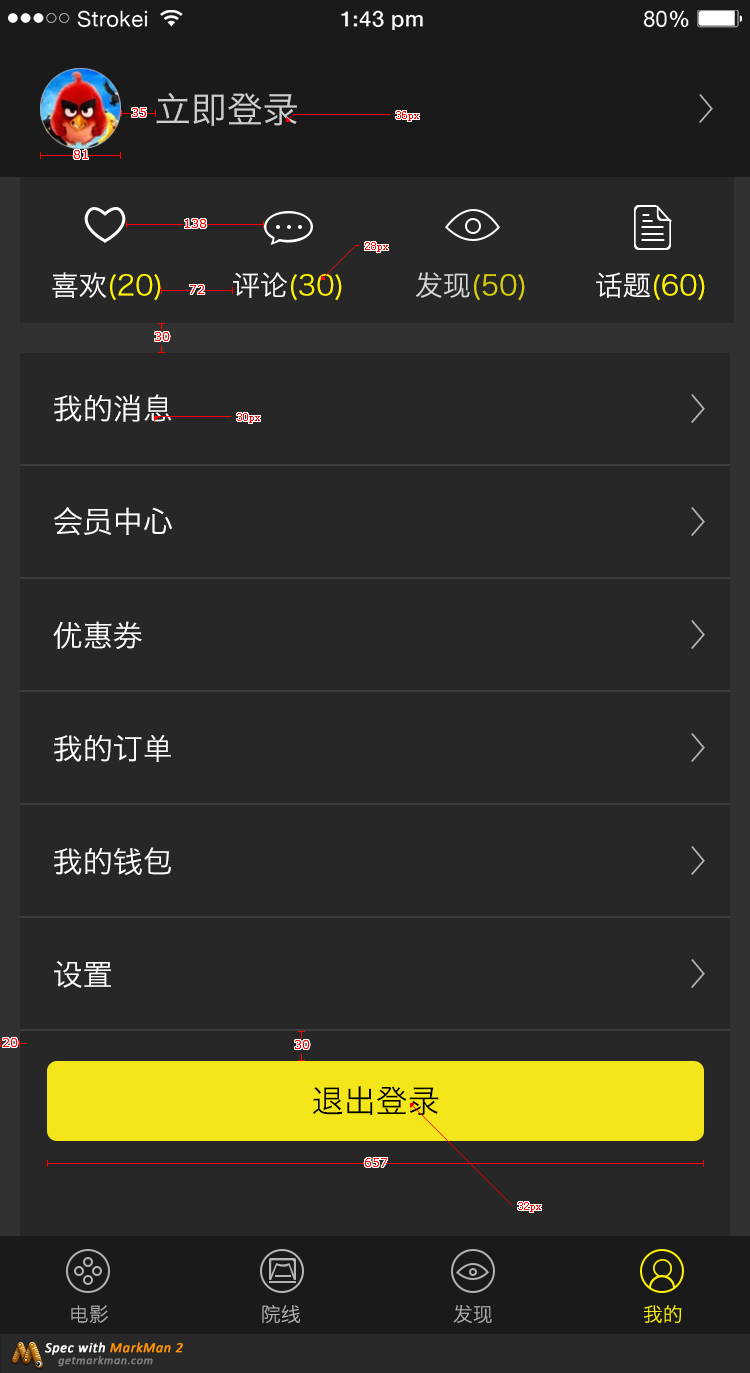 Strokei 1:43 pm 80%
35 立即登录 36px
81
138
28px
喜欢(20) 72 评论(30) 发现(50) 话题(60)
30
我的消息 30px
会员中心
优惠券
我的订单
我的钱包
设置
20 30
退出登录
657
32px
电影 院线 发现 我的
Spec with MarkMan 2
getmarkman.com